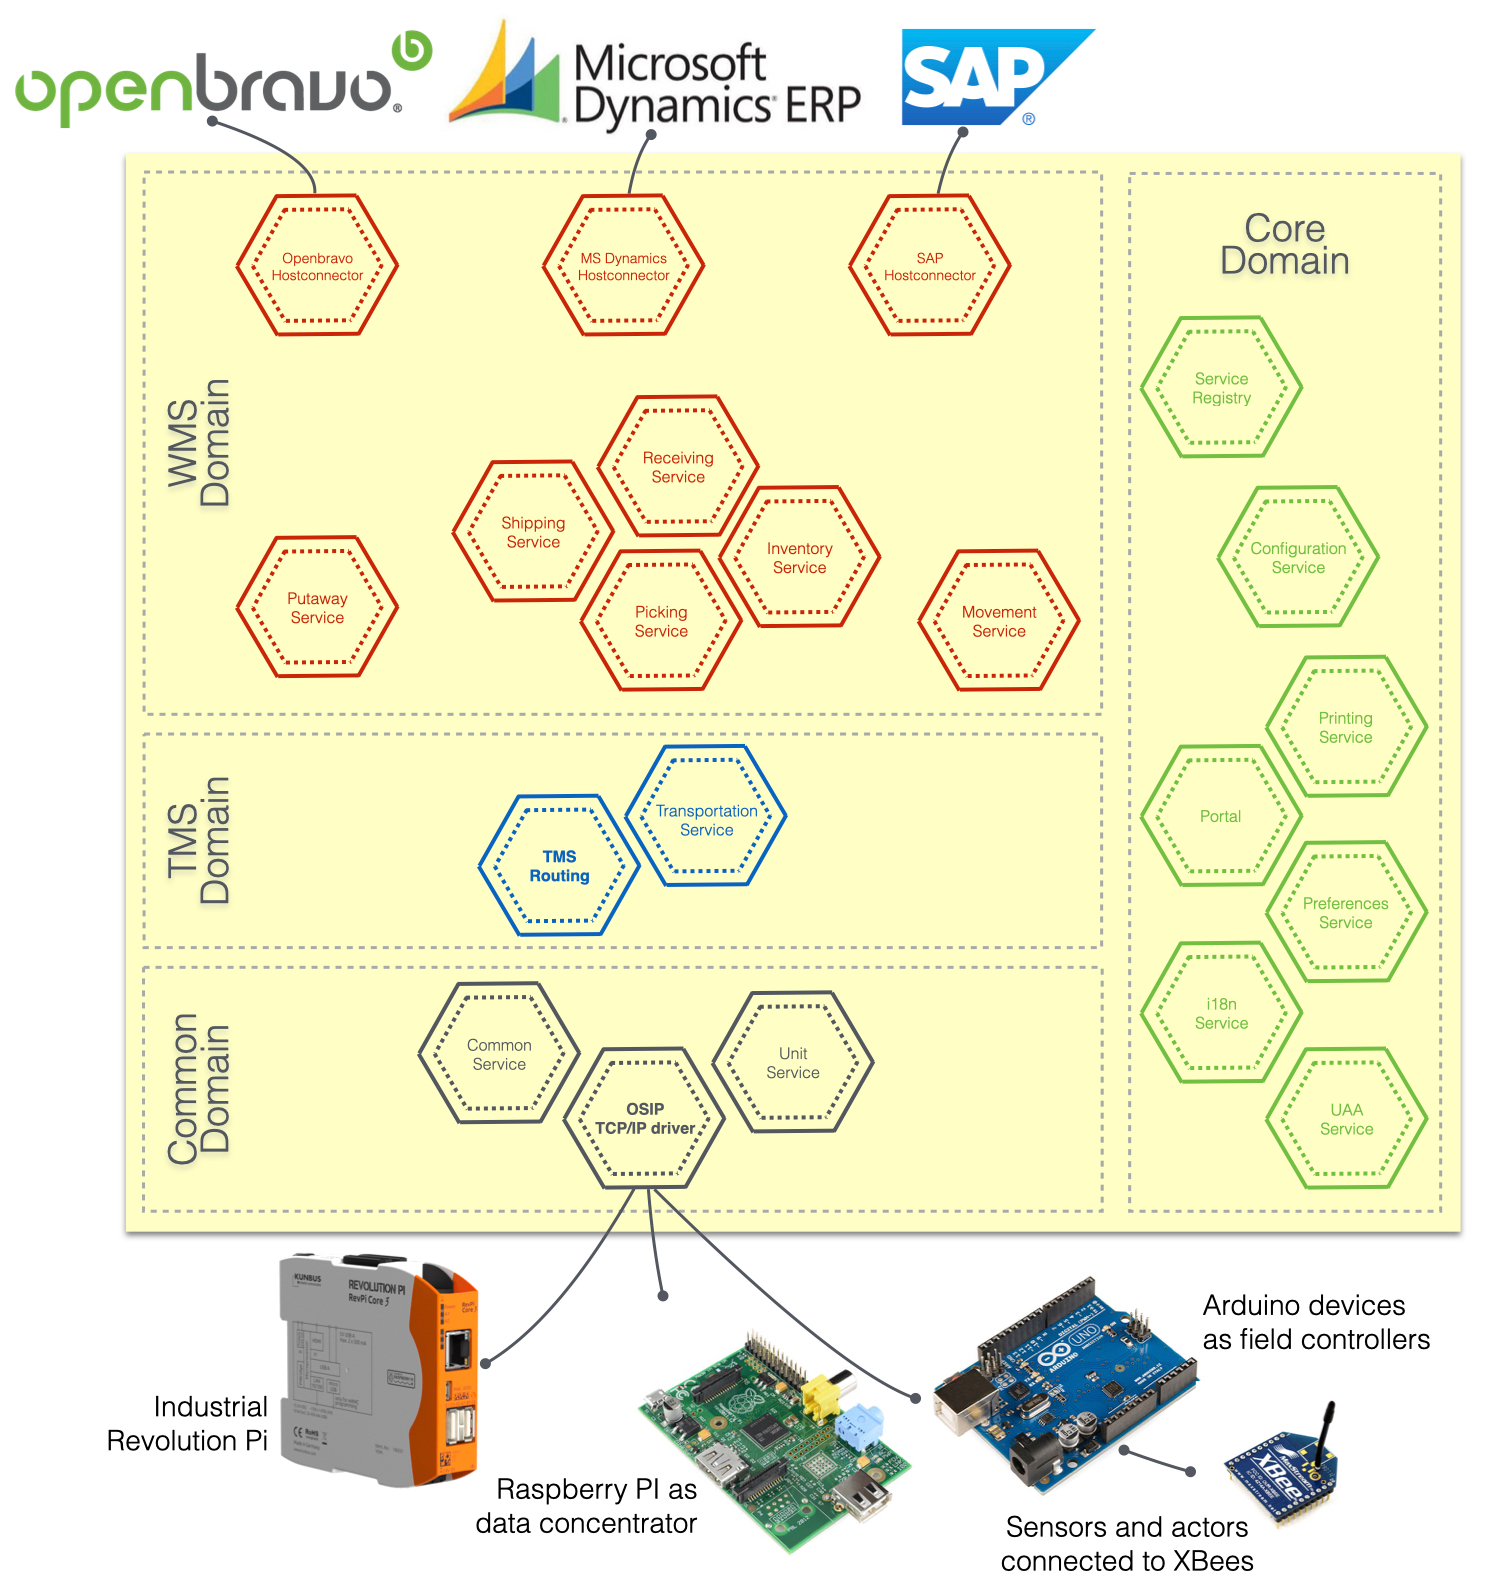 openbravo®
Microsoft
Dynamics ERP
SAP
®
Openbravo
Hostconnector
MS Dynamics
Hostconnector
SAP
Hostconnector
Core
Domain
WMS
Domain
Service
Registry
Receiving
Service
Shipping
Service
Inventory
Service
Configuration
Service
Putaway
Service
Picking
Service
Movement
Service
Printing
Service
TMS
Domain
Transportation
Service
TMS
Routing
Portal
Preferences
Service
Common
Domain
Common
Service
Unit
Service
OSIP
TCP/IP driver
i18n
Service
UAA
Service
KUNBUS
REVOLUTION PI
RevPi Core 3
RevPi
Core 3
Industrial
Revolution Pi
Raspberry PI as
data concentrator
UNO
ARDUINO
Arduino devices
as field controllers
MaxStream
XBee
Sensors and actors
connected to XBees